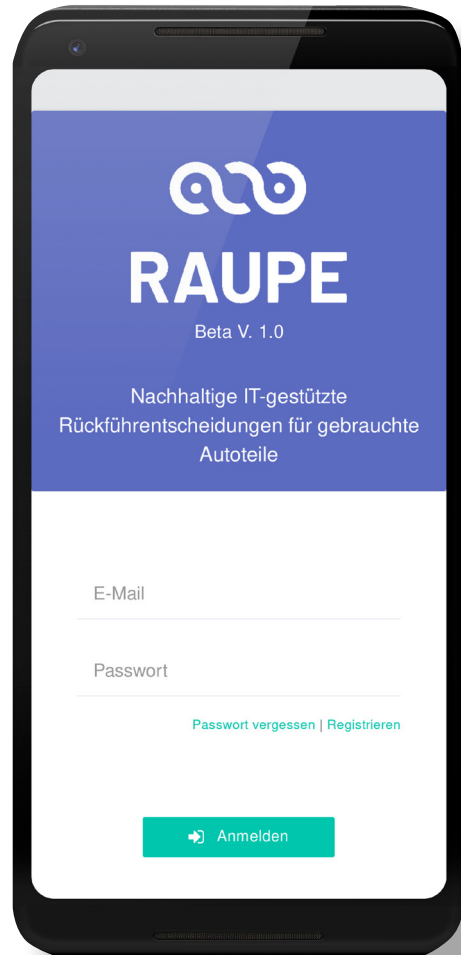 RAUPE
Beta V. 1.0
Nachhaltige IT-gestützte
Rückführentscheidungen für gebrauchte
Autoteile
E-Mail
Passwort
Passwort vergessen | Registrieren
Anmelden